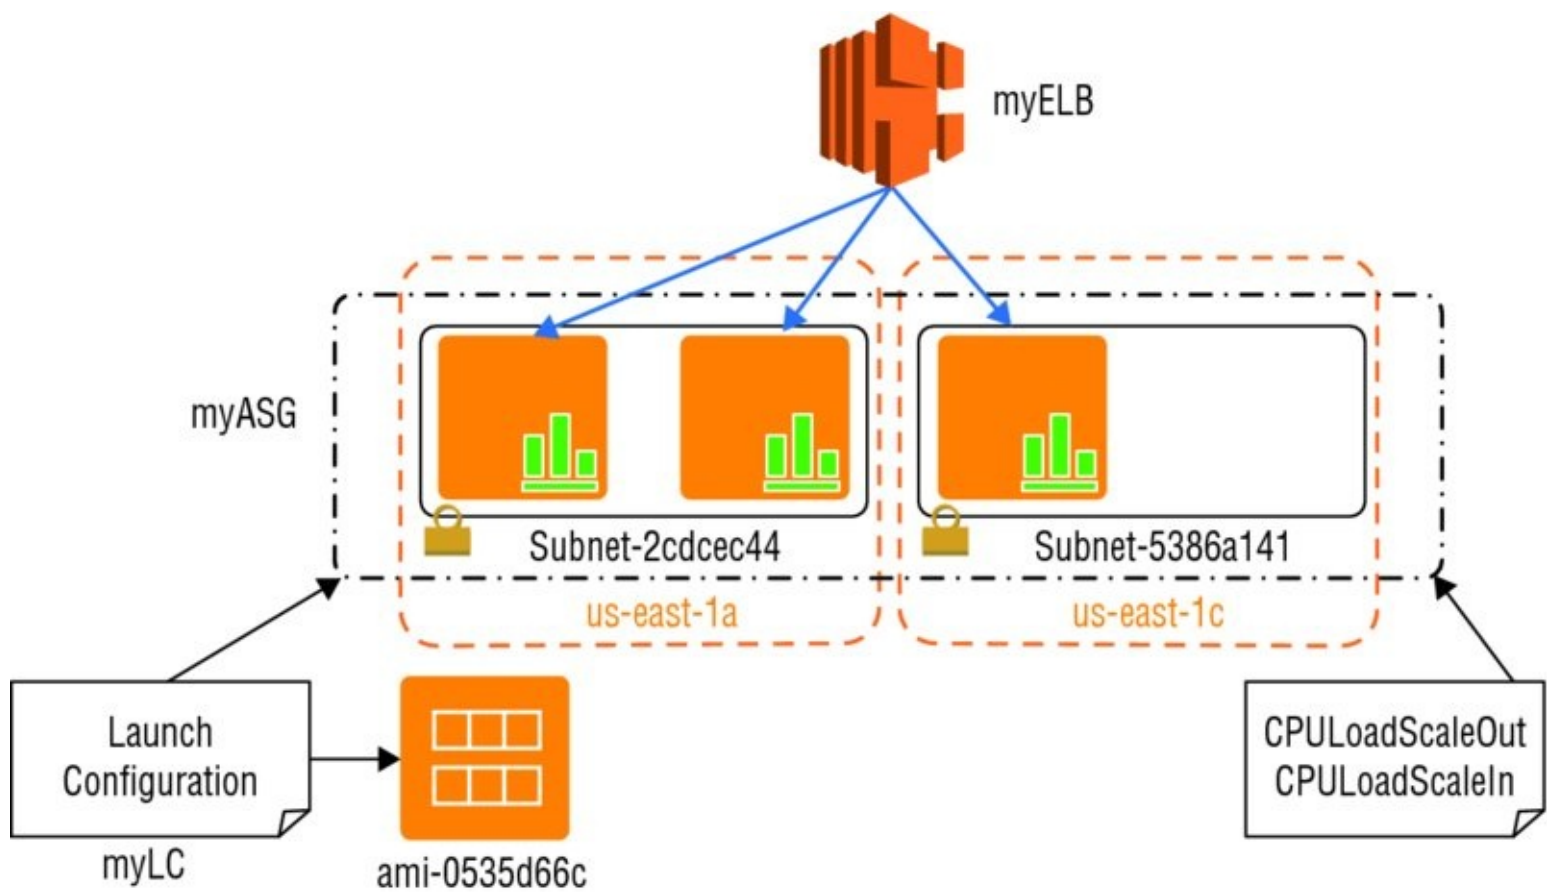 myELB
myASG
Subnet-2cdcec44
Subnet-5386a141
us-east-1a
us-east-1c
Launch
Configuration
myLC
ami-0535d66c
CPULoadScaleOut
CPULoadScaleIn